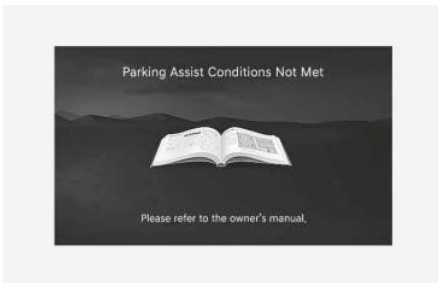 Parking Assist Conditions Not Met
Please refer to the owner's manual.